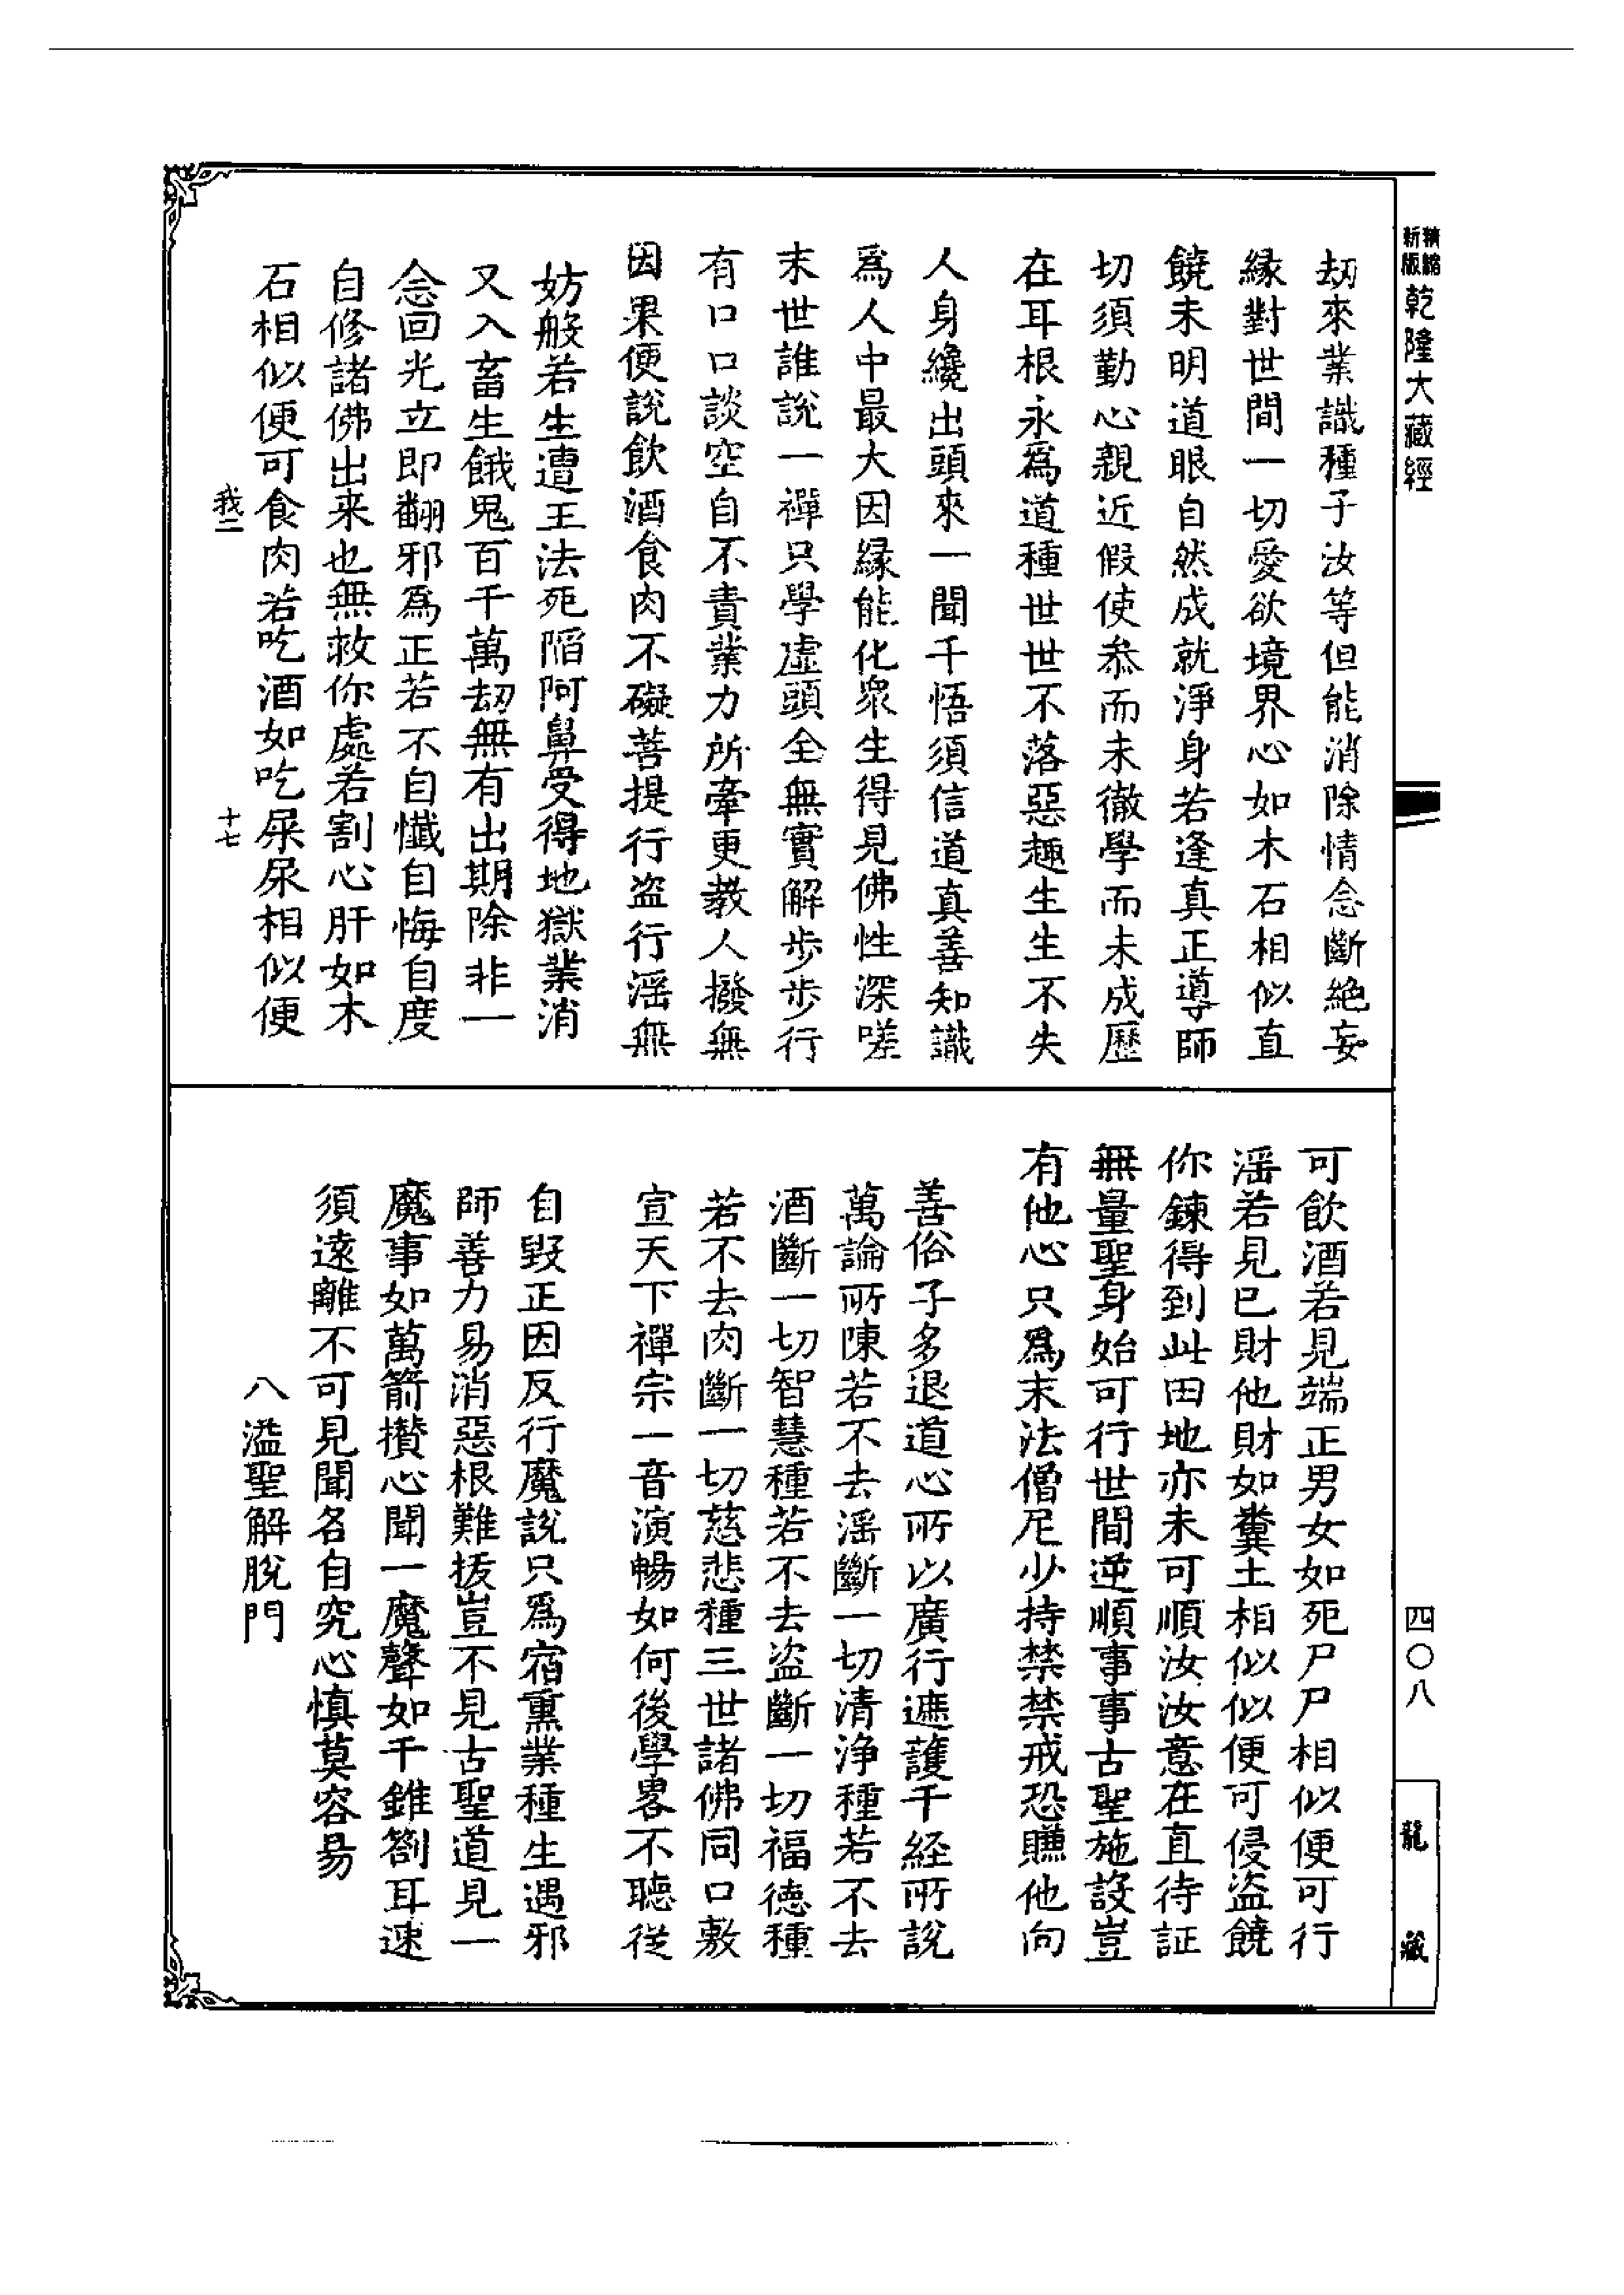 精縮新版乾隆大藏經
四〇八
龍藏
劫來業識種子汝等但能消除情念斷絶妄
緣對世間一切愛欲境界心如木石相似直
饒未明道眼自然成就淨身若逢真正導師
切須勤心親近假使叅而未徹學而未成歷
在耳根永爲道種世世不落惡趣生生不失
人身纔出頭來一聞千悟須信道真善知識
爲人中最大因緣能化衆生得見佛性深嗟
末世誰說一禪只學虛頭全無實解步步行
有口口談空自不責業力所牽更教人撥無
因果便說飲酒食肉不礙菩提行盜行滛無
妨般若生遭王法死陷阿鼻受得地獄業消
又入畜生餓鬼百千萬劫無有出期除非一
念回光立即翻邪爲正若不自懺自悔自度
自修諸佛出来也無救你處若割心肝如木
石相似便可食肉若吃酒如吃屎尿相似便
我二 十七
可飲酒若見端正男女如死尸尸相似便可行
滛若見已財他財如糞土相似似便可侵盜饒
你鍊得到此田地亦未可順汝汝意在直待証
無量聖身始可行世間逆順事事古聖施設豈
有他心只爲末法僧尼少持禁禁戒恐賺他向
善俗子多退道心所以廣行遮護千経所說
萬論所陳若不去滛斷一切清淨種若不去
酒斷一切智慧種若不去盜斷一切福德種
若不去肉斷一切慈悲種三世諸佛同口敷
宣天下禪宗一音演暢如何後學畧不聽從
自毀正因反行魔說只爲宿熏業種生遇邪
師善力易消惡根難拔豈不見古聖道見一
魔事如萬箭攢心聞一魔聲如千錐劄耳速
須遠離不可見聞各自究心慎莫容易
八溢聖解脫門